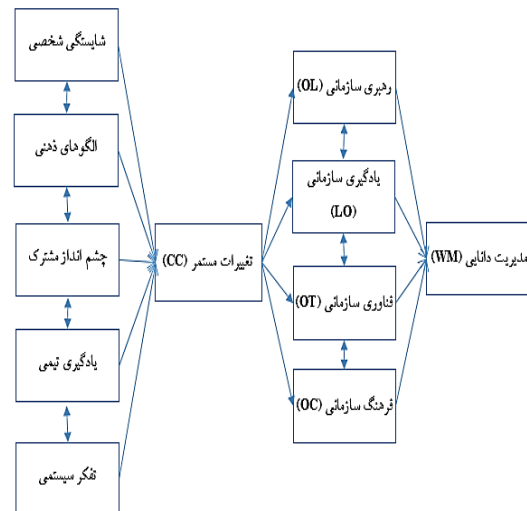 شایستگی شخصی
الگوهای ذهنی
چشم انداز مشترک
یادگیری تیمی
تفکر سیستمی
تغییرات مستمر (CC)
رهبری سازمانی (OL)
یادگیری سازمانی
(LO)
فناوری سازمانی (OT)
فرهنگ سازمانی (OC)
مدیریت دانایی (WM)